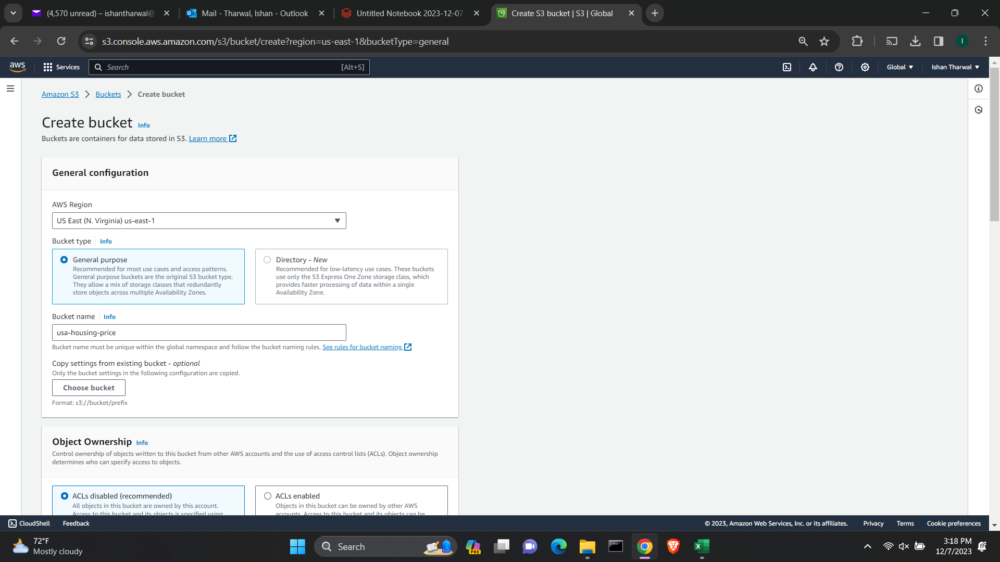 (4,570 unread) – ishantharwal@
Mail - Tharwal, Ishan - Outlook
Untitled Notebook 2023-12-07
Create S3 bucket | S3 | Global
s3.console.aws.amazon.com/s3/bucket/create?region=us-east-1&bucketType=general
I
aws
Services
Search
[Alt+S]
Global
Ishan Tharwal
Amazon S3
Buckets
Create bucket
Create bucket Info
Buckets are containers for data stored in S3. Learn more
General configuration
AWS Region
US East (N. Virginia) us-east-1
Bucket type Info
General purpose
Recommended for most use cases and access patterns.
General purpose buckets are the original S3 bucket type.
They allow a mix of storage classes that redundantly
store objects across multiple Availability Zones.
Directory - New
Recommended for low-latency use cases. These buckets
use only the S3 Express One Zone storage class, which
provides faster processing of data within a single
Availability Zone.
Bucket name Info
usa-housing-price
Bucket name must be unique within the global namespace and follow the bucket naming rules. See rules for bucket naming
Copy settings from existing bucket - optional
Only the bucket settings in the following configuration are copied.
Choose bucket
Format: s3://bucket/prefix
Object Ownership Info
Control ownership of objects written to this bucket from other AWS accounts and the use of access control lists (ACLs). Object ownership
determines who can specify access to objects.
ACLs disabled (recommended)
All objects in this bucket are owned by this account.
Access to this bucket and its objects is specified using
ACLs enabled
Objects in this bucket can be owned by other AWS
accounts. Access to this bucket and its objects can be
CloudShell
Feedback
© 2023, Amazon Web Services, Inc. or its affiliates.
Privacy
Terms
Cookie preferences
72°F
Mostly cloudy
Search
PRE
3:18 PM
12/7/2023